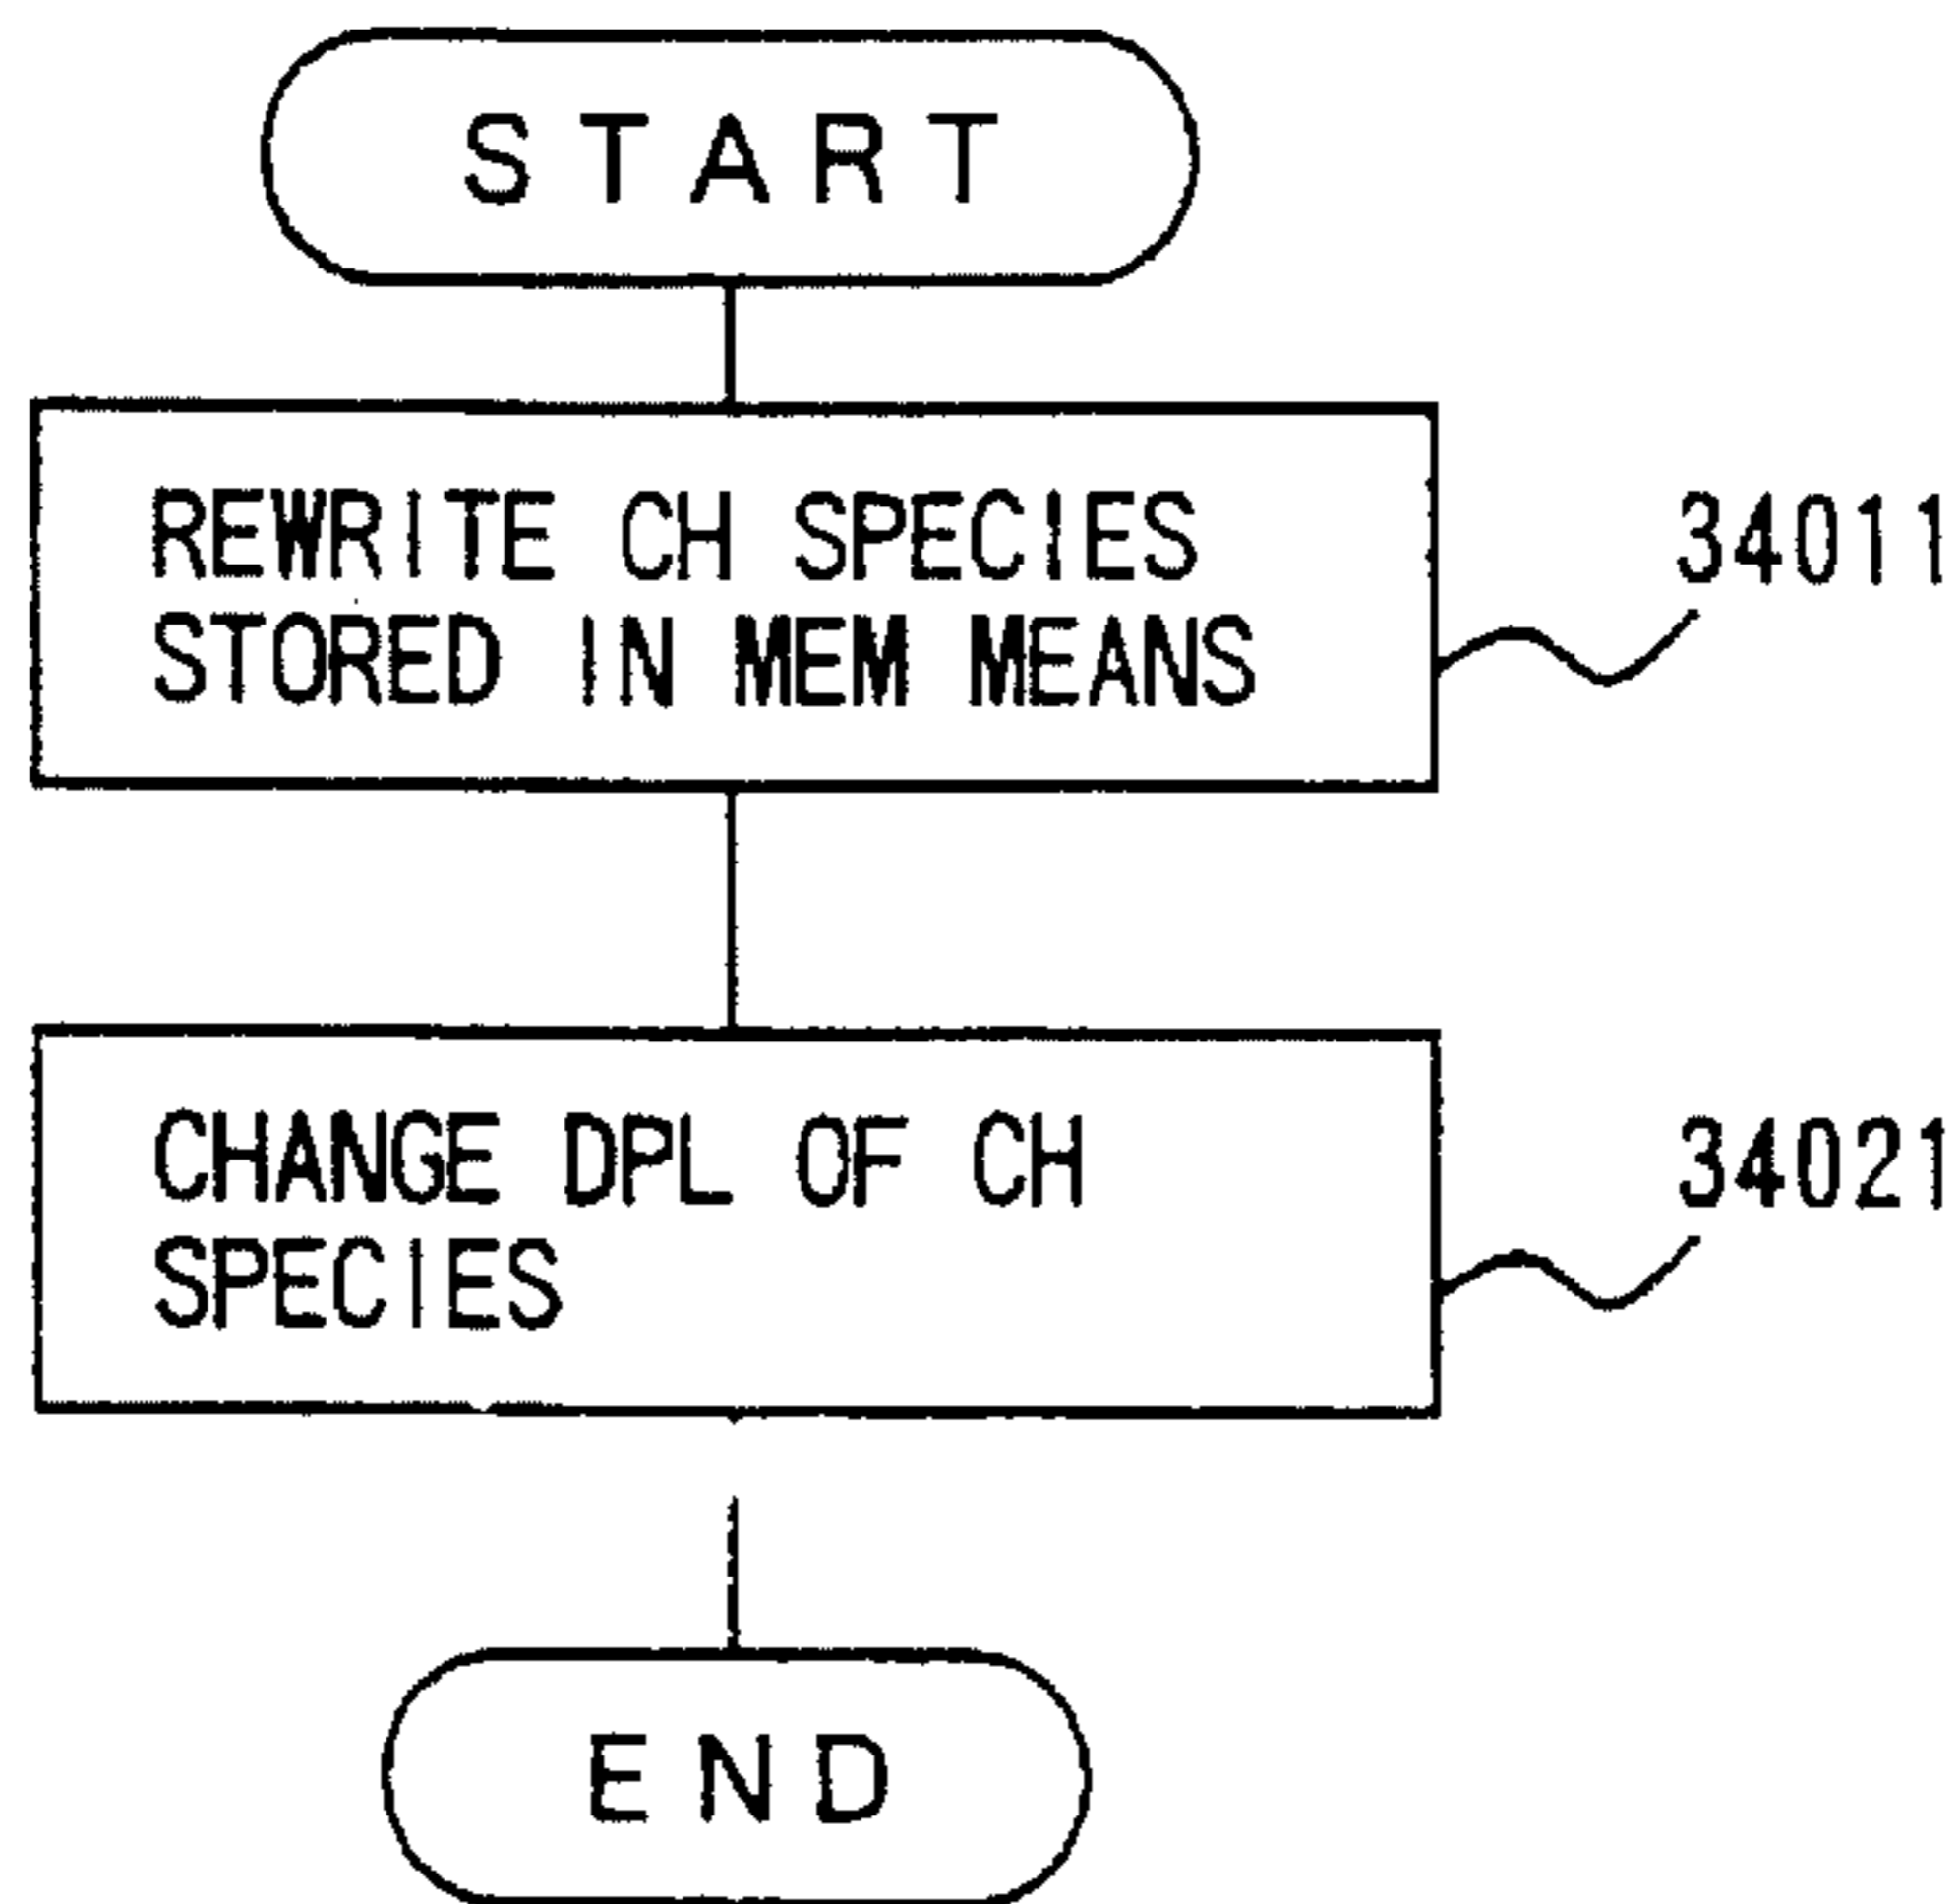 START
REWRITE CH SPECIES
STORED IN MEM MEANS
34011
CHANGE DPL OF CH
SPECIES
34021
END